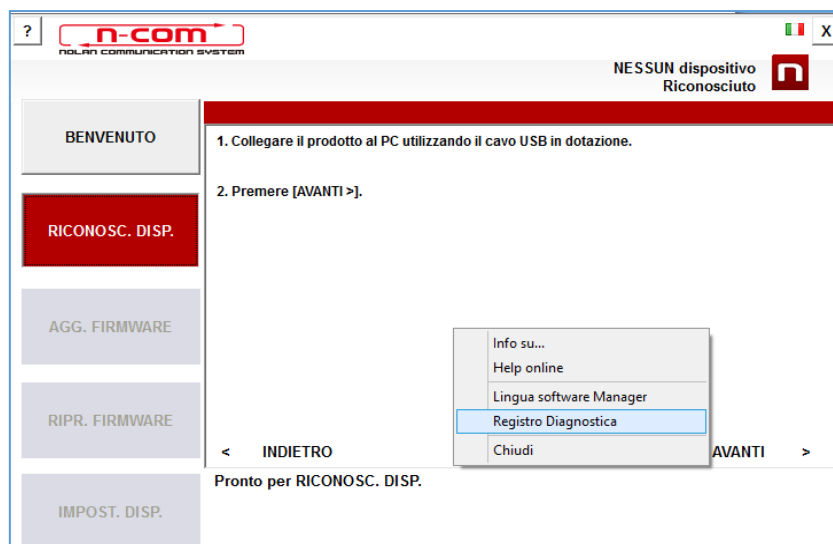 ?
n-com
NOLAN COMMUNICATION SYSTEM
X
NESSUN dispositivo
Riconosciuto
n
BENVENUTO
1. Collegare il prodotto al PC utilizzando il cavo USB in dotazione.
2. Premere [AVANTI >].
RICONOSC. DISP.
AGG. FIRMWARE
RIPR. FIRMWARE
IMPOST. DISP.
Info su...
Help online
Lingua software Manager
Registro Diagnostica
Chiudi
< INDIETRO
AVANTI >
Pronto per RICONOSC. DISP.